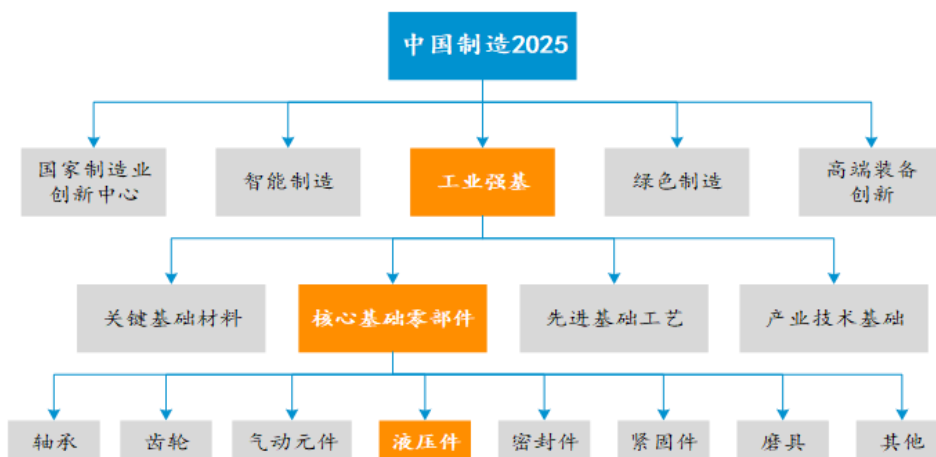 中国制造2025
国家制造业
创新中心
智能制造
工业强基
绿色制造
高端装备
创新
关键基础材料
核心基础零部件
先进基础工艺
产业技术基础
轴承
齿轮
气动元件
液压件
密封件
紧固件
磨具
其他